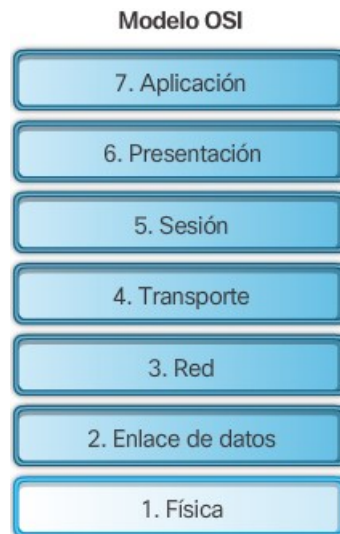 Modelo OSI
7. Aplicación
6. Presentación
5. Sesión
4. Transporte
3. Red
2. Enlace de datos
1. Física